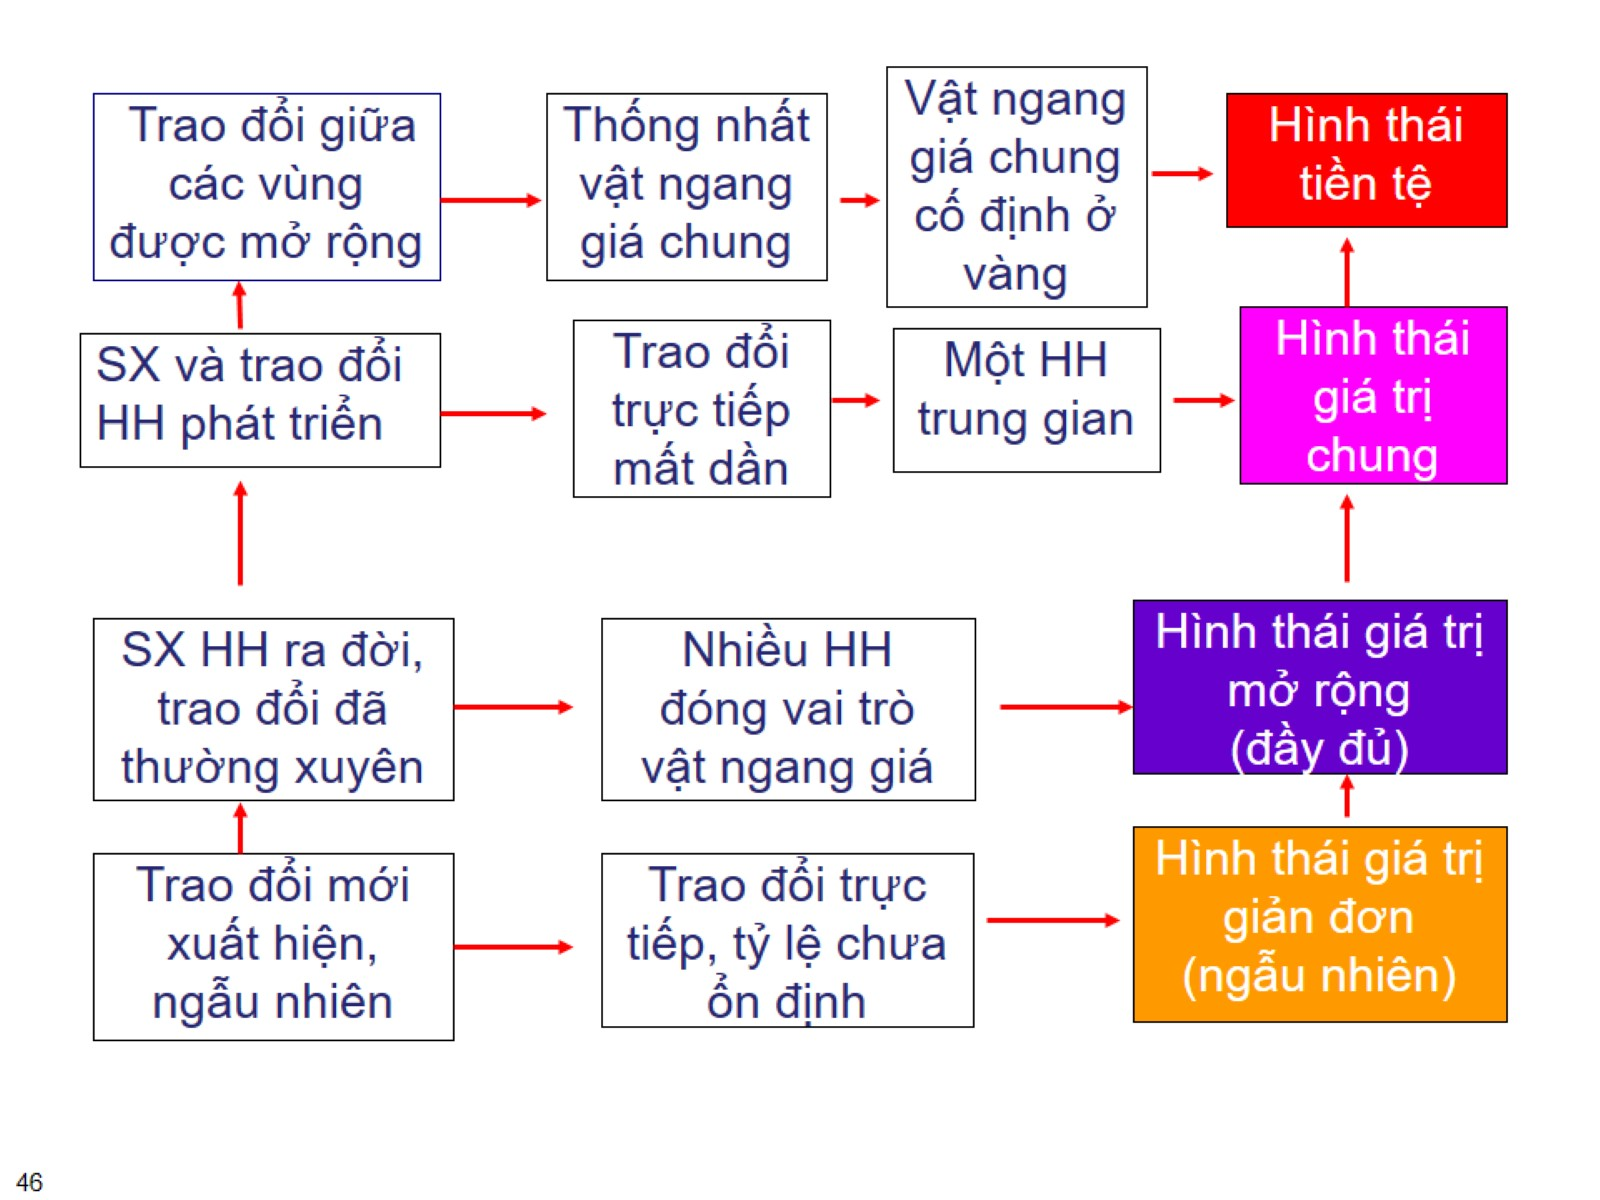 Trao đổi giữa
các vùng
được mở rộng
Thống nhất
vật ngang
giá chung
Vật ngang
giá chung
cố định ở
vàng
Hình thái
tiền tệ
SX và trao đổi
HH phát triển
Trao đổi
trực tiếp
mất dần
Một HH
trung gian
Hình thái
giá trị
chung
SX HH ra đời,
trao đổi đã
thường xuyên
Nhiều HH
đóng vai trò
vật ngang giá
Hình thái giá trị
mở rộng
(đầy đủ)
Trao đổi mới
xuất hiện,
ngẫu nhiên
Trao đổi trực
tiếp, tỷ lệ chưa
ổn định
Hình thái giá trị
giản đơn
(ngẫu nhiên)
46